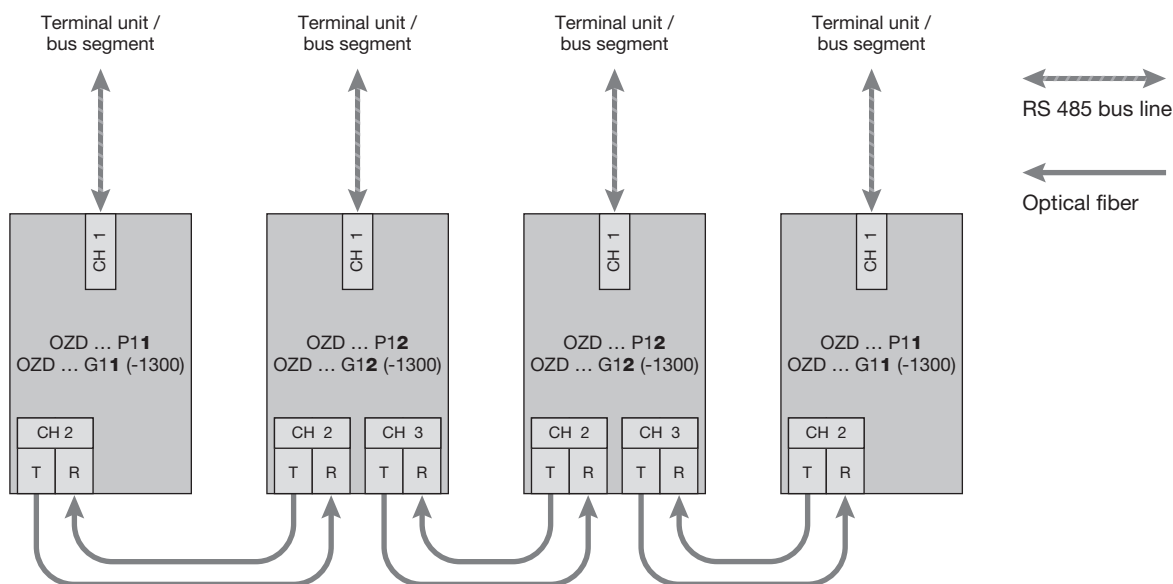 Terminal unit /
bus segment
Terminal unit /
bus segment
Terminal unit /
bus segment
Terminal unit /
bus segment
RS 485 bus line
Optical fiber
CH 1
OZD … P11
OZD … G11 (-1300)
CH 2
T R
CH 1
OZD … P12
OZD … G12 (-1300)
CH 2 CH 3
T R T R
CH 1
OZD … P12
OZD … G12 (-1300)
CH 2 CH 3
T R T R
CH 1
OZD … P11
OZD … G11 (-1300)
CH 2
T R